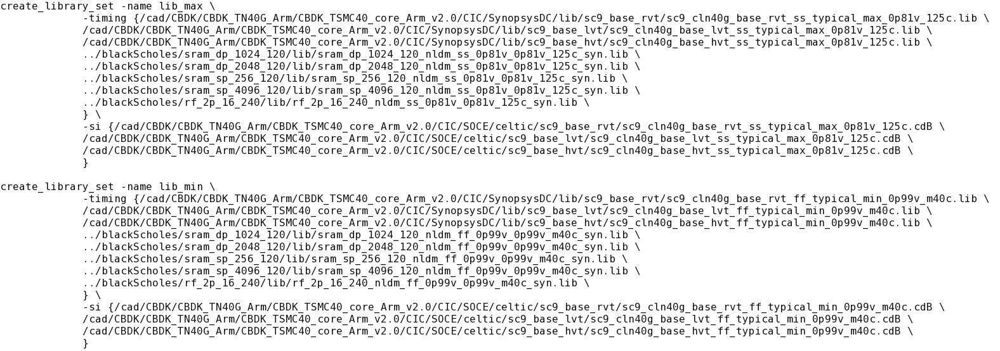 create_library_set -name lib_max \
-timing {/cad/CBDK/CBDK_TN40G_Arm/CBDK_TSMC40_core_Arm_v2.0/CIC/SynopsysDC/lib/sc9_base_rvt/sc9_cln40g_base_rvt_ss_typical_max_0p81v_125c.lib \
/cad/CBDK/CBDK_TN40G_Arm/CBDK_TSMC40_core_Arm_v2.0/CIC/SynopsysDC/lib/sc9_base_lvt/sc9_cln40g_base_lvt_ss_typical_max_0p81v_125c.lib \
/cad/CBDK/CBDK_TN40G_Arm/CBDK_TSMC40_core_Arm_v2.0/CIC/SynopsysDC/lib/sc9_base_hvt/sc9_cln40g_base_hvt_ss_typical_max_0p81v_125c.lib \
../blackScholes/sram_dp_1024_120/lib/sram_dp_1024_120_nldm_ss_0p81v_0p81v_125c_syn.lib \
../blackScholes/sram_dp_2048_120/lib/sram_dp_2048_120_nldm_ss_0p81v_0p81v_125c_syn.lib \
../blackScholes/sram_sp_256_120/lib/sram_sp_256_120_nldm_ss_0p81v_0p81v_125c_syn.lib \
../blackScholes/sram_sp_4096_120/lib/sram_sp_4096_120_nldm_ss_0p81v_0p81v_125c_syn.lib \
../blackScholes/rf_2p_16_240/lib/rf_2p_16_240_nldm_ss_0p81v_0p81v_125c_syn.lib \
} \
-si {/cad/CBDK/CBDK_TN40G_Arm/CBDK_TSMC40_core_Arm_v2.0/CIC/SOCE/celtic/sc9_base_rvt/sc9_cln40g_base_rvt_ss_typical_max_0p81v_125c.cdB \
/cad/CBDK/CBDK_TN40G_Arm/CBDK_TSMC40_core_Arm_v2.0/CIC/SOCE/celtic/sc9_base_lvt/sc9_cln40g_base_lvt_ss_typical_max_0p81v_125c.cdB \
/cad/CBDK/CBDK_TN40G_Arm/CBDK_TSMC40_core_Arm_v2.0/CIC/SOCE/celtic/sc9_base_hvt/sc9_cln40g_base_hvt_ss_typical_max_0p81v_125c.cdB \
}
create_library_set -name lib_min \
-timing {/cad/CBDK/CBDK_TN40G_Arm/CBDK_TSMC40_core_Arm_v2.0/CIC/SynopsysDC/lib/sc9_base_rvt/sc9_cln40g_base_rvt_ff_typical_min_0p99v_m40c.lib \
/cad/CBDK/CBDK_TN40G_Arm/CBDK_TSMC40_core_Arm_v2.0/CIC/SynopsysDC/lib/sc9_base_lvt/sc9_cln40g_base_lvt_ff_typical_min_0p99v_m40c.lib \
/cad/CBDK/CBDK_TN40G_Arm/CBDK_TSMC40_core_Arm_v2.0/CIC/SynopsysDC/lib/sc9_base_hvt/sc9_cln40g_base_hvt_ff_typical_min_0p99v_m40c.lib \
../blackScholes/sram_dp_1024_120/lib/sram_dp_1024_120_nldm_ff_0p99v_0p99v_m40c_syn.lib \
../blackScholes/sram_dp_2048_120/lib/sram_dp_2048_120_nldm_ff_0p99v_0p99v_m40c_syn.lib \
../blackScholes/sram_sp_256_120/lib/sram_sp_256_120_nldm_ff_0p99v_0p99v_m40c_syn.lib \
../blackScholes/sram_sp_4096_120/lib/sram_sp_4096_120_nldm_ff_0p99v_0p99v_m40c_syn.lib \
../blackScholes/rf_2p_16_240/lib/rf_2p_16_240_nldm_ff_0p99v_0p99v_m40c_syn.lib \
} \
-si {/cad/CBDK/CBDK_TN40G_Arm/CBDK_TSMC40_core_Arm_v2.0/CIC/SOCE/celtic/sc9_base_rvt/sc9_cln40g_base_rvt_ff_typical_min_0p99v_m40c.cdB \
/cad/CBDK/CBDK_TN40G_Arm/CBDK_TSMC40_core_Arm_v2.0/CIC/SOCE/celtic/sc9_base_lvt/sc9_cln40g_base_lvt_ff_typical_min_0p99v_m40c.cdB \
/cad/CBDK/CBDK_TN40G_Arm/CBDK_TSMC40_core_Arm_v2.0/CIC/SOCE/celtic/sc9_base_hvt/sc9_cln40g_base_hvt_ff_typical_min_0p99v_m40c.cdB \
}